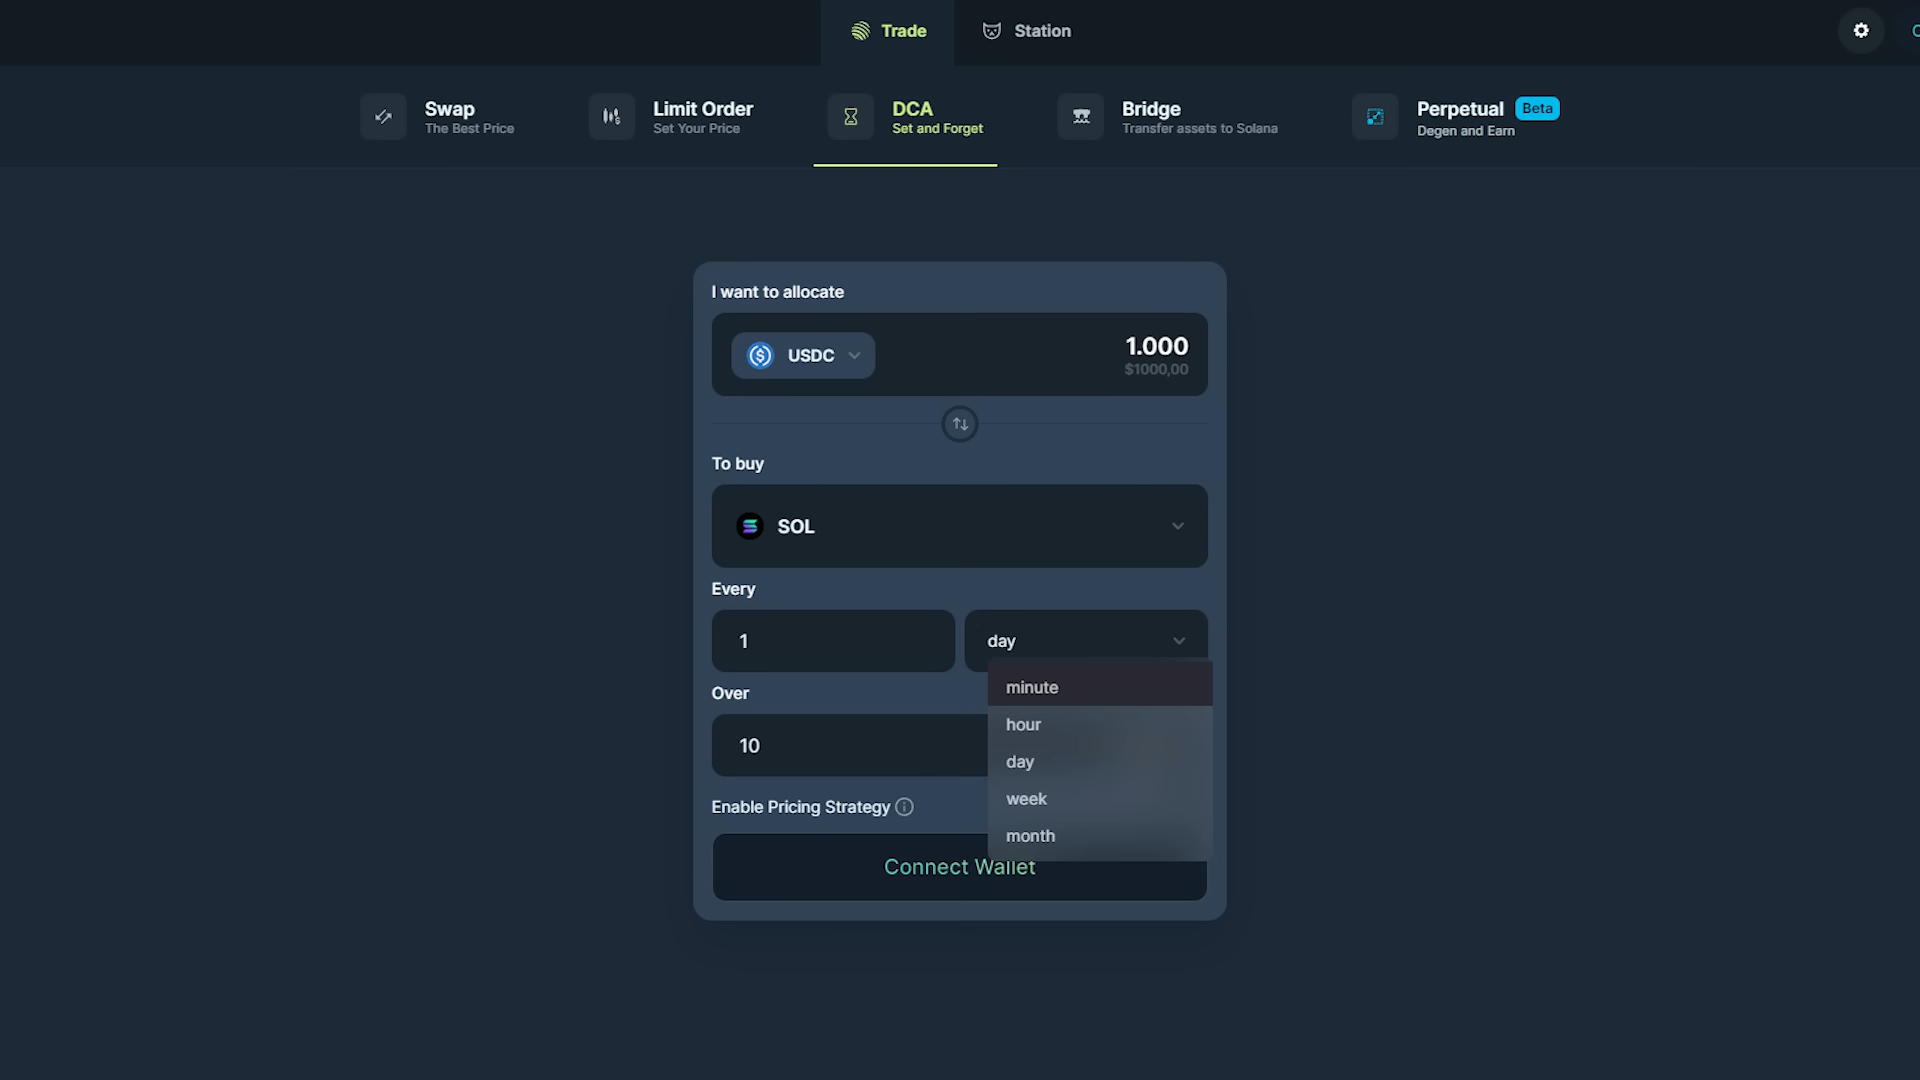 Trade
Station
Swap
The Best Price
Limit Order
Set Your Price
DCA
Set and Forget
Bridge
Transfer assets to Solana
Perpetual Beta
Degen and Earn
I want to allocate
USDC
1.000
$1000,00
To buy
SOL
Every
1
day
minute
hour
day
week
month
Over
10
Enable Pricing Strategy
Connect Wallet